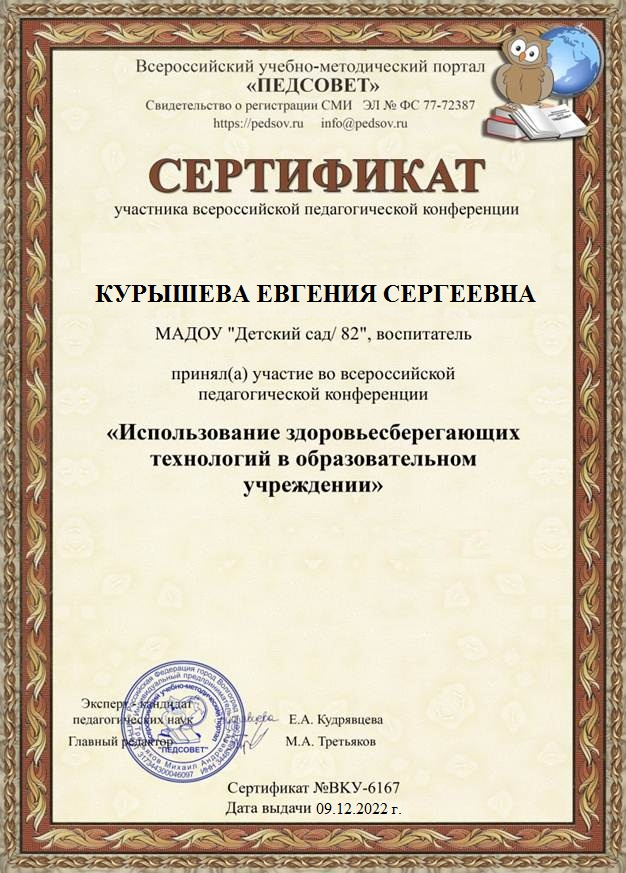 Всероссийский учебно-методический портал
«ПЕДСОВЕТ»
Свидетельство о регистрации СМИ ЭЛ № ФС 77-72387
https://pedsov.ru info@pedsov.ru
СЕРТИФИКАТ
участника всероссийской педагогической конференции
КУРЫШЕВА ЕВГЕНИЯ СЕРГЕЕВНА
МАДОУ "Детский сад/ 82", воспитатель
принял(а) участие во всероссийской
педагогической конференции
«Использование здоровьесберегающих
технологий в образовательном
учреждении»
Эксперт - кандидат
педагогических наук Е.А. Кудрявцева
Главный редактор М.А. Третьяков
"ПЕДСОВЕТ"
Сертификат №ВКУ-6167
Дата выдачи 09.12.2022 г.